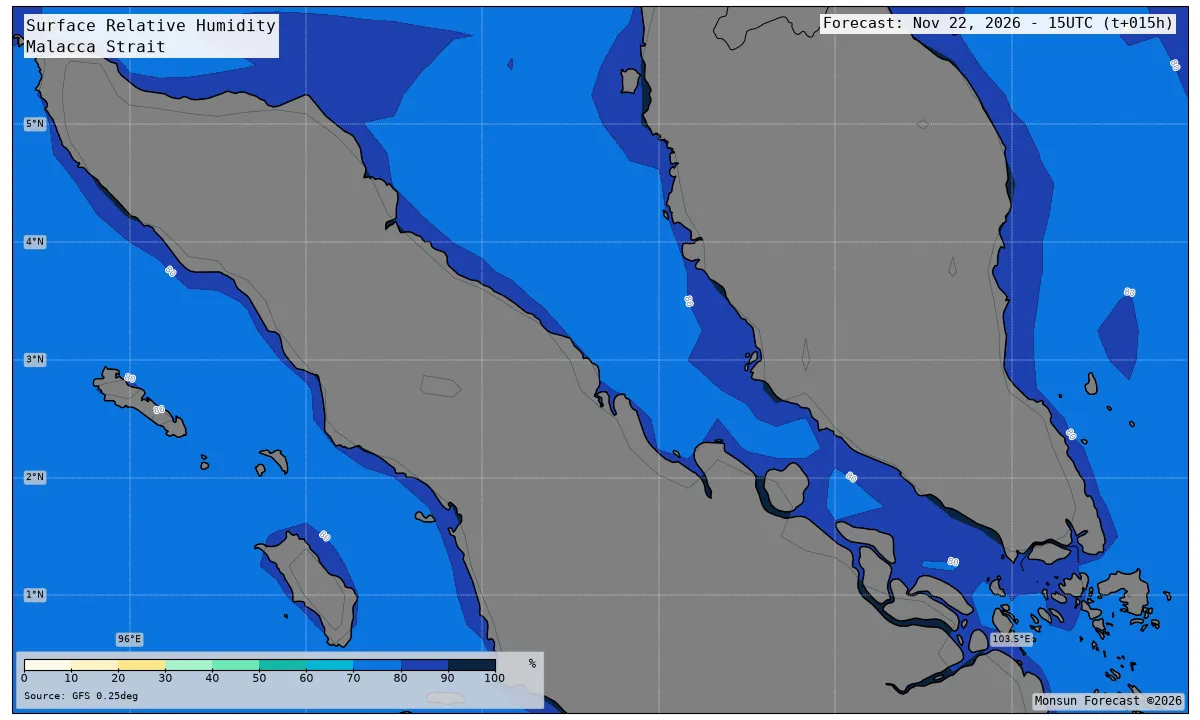 Surface Relative Humidity
Malacca Strait
Forecast: Nov 22, 2026 - 15UTC (t+015h)
80
5°N
4°N
80
80
80
3°N
80
80
80
2°N
80
80
80
1°N
96°E
103.5°E
%
0 10 20 30 40 50 60 70 80 90 100
Source: GFS 0.25deg
Monsun Forecast ©2026